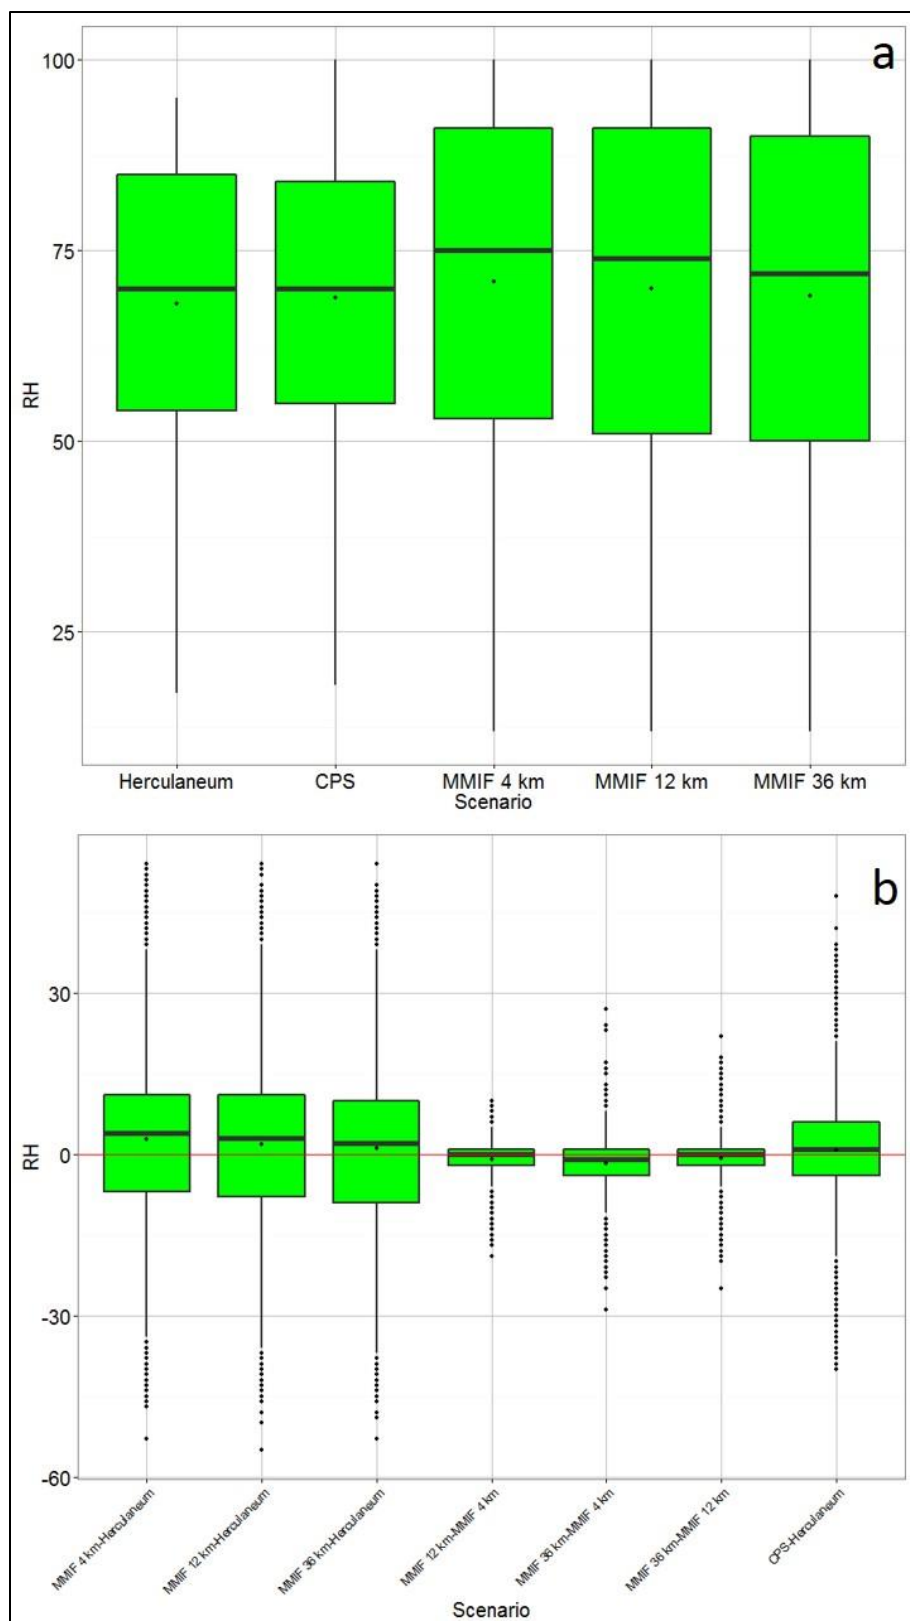 a
100
75
50
25
RH
Herculaneum CPS MMIF 4 km MMIF 12 km MMIF 36 km
Scenario
b
30
0
-30
-60
RH
MMIF 4 km-Herculaneum
MMIF 12 km-Herculaneum
MMIF 36 km-Herculaneum
MMIF 12 km-MMIF 4 km
MMIF 36 km-MMIF 4 km
MMIF 36 km-MMIF 12 km
CPS-Herculaneum
Scenario